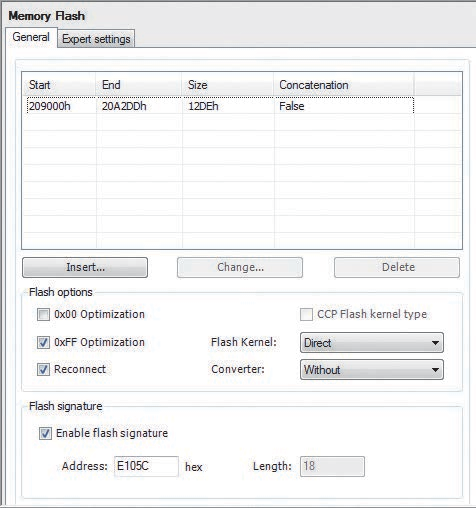 Memory Flash
General Expert settings
Start End Size Concatenation
209000h 20A2DDh 12DEh False
Insert... Change... Delete
Flash options
0x00 Optimization CCP Flash kernel type
0xFF Optimization Flash Kernel: Direct
Reconnect Converter: Without
Flash signature
Enable flash signature
Address: E105C hex Length: 18